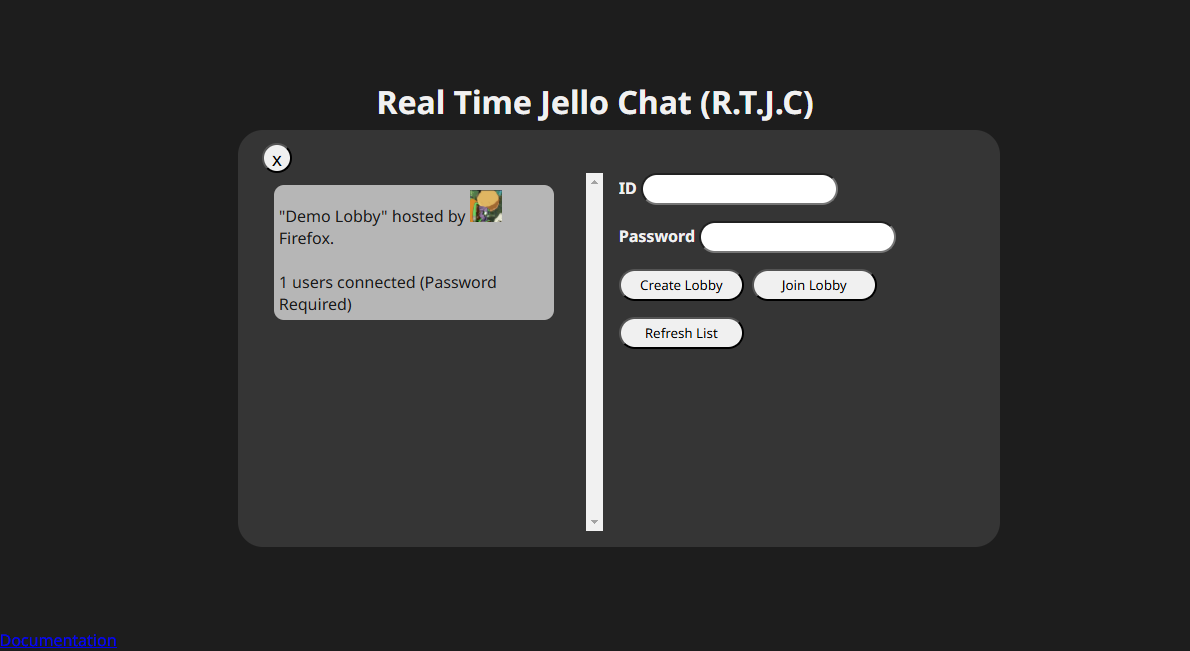 Real Time Jello Chat (R.T.J.C)
x
"Demo Lobby" hosted by
Firefox.
1 users connected (Password
Required)
ID
Password
Create Lobby
Join Lobby
Refresh List
Documentation